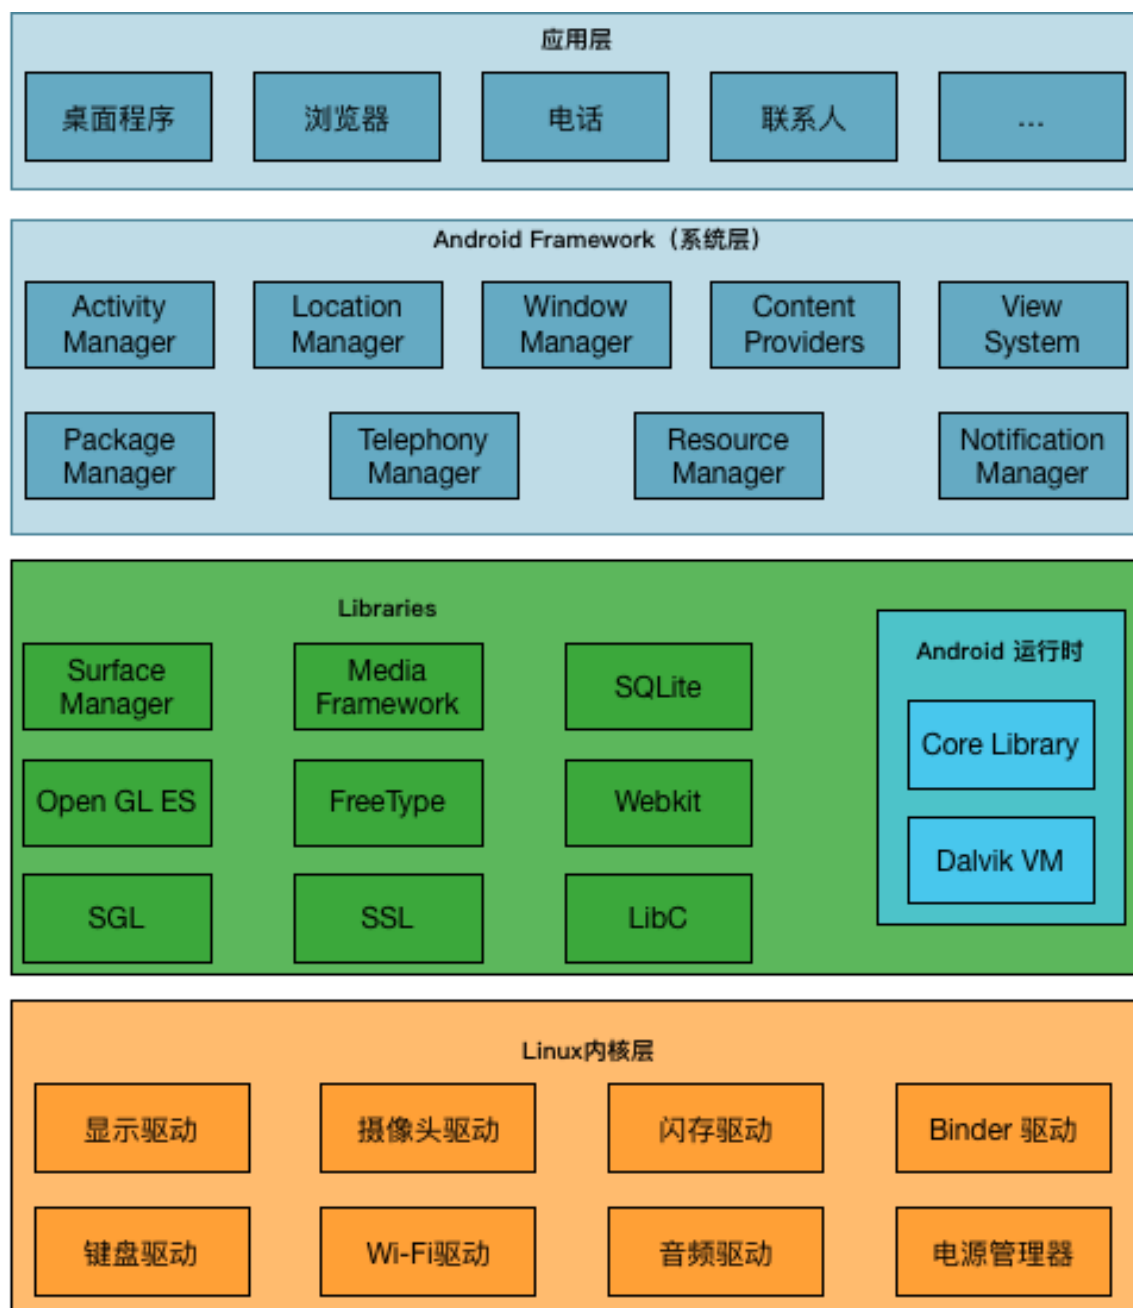 应用层
桌面程序
浏览器
电话
联系人
...
Android Framework（系统层）
Activity
Manager
Location
Manager
Window
Manager
Content
Providers
View
System
Package
Manager
Telephony
Manager
Resource
Manager
Notification
Manager
Libraries
Surface
Manager
Media
Framework
SQLite
Open GL ES
FreeType
Webkit
SGL
SSL
LibC
Android 运行时
Core Library
Dalvik VM
Linux内核层
显示驱动
摄像头驱动
闪存驱动
Binder 驱动
键盘驱动
Wi-Fi驱动
音频驱动
电源管理器